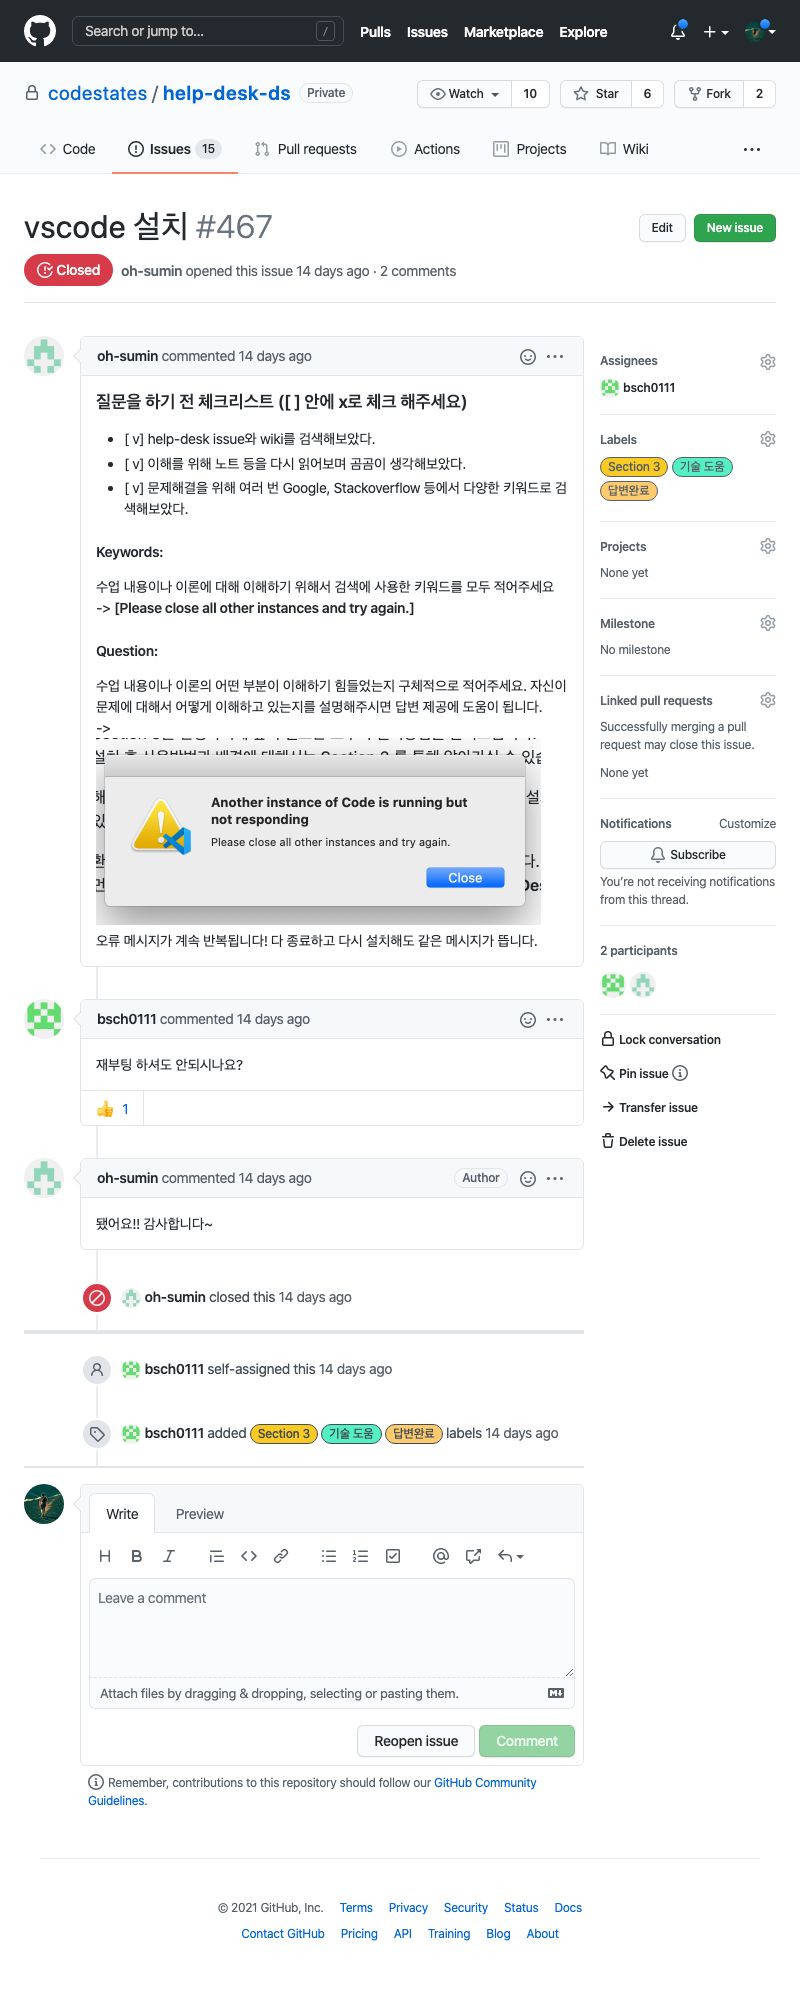 Search or jump to... /
Pulls Issues Marketplace Explore
codestates / help-desk-ds Private
Watch 10 Star 6 Fork 2
Code Issues 15 Pull requests Actions Projects Wiki ...
vscode 설치 #467
Edit New issue
Closed oh-sumin opened this issue 14 days ago · 2 comments
oh-sumin commented 14 days ago
질문을 하기 전 체크리스트 ([ ] 안에 x로 체크 해주세요)
• [ v] help-desk issue와 wiki를 검색해보았다.
• [ v] 이해를 위해 노트 등을 다시 읽어보며 곰곰이 생각해보았다.
• [ v] 문제해결을 위해 여러 번 Google, Stackoverflow 등에서 다양한 키워드로 검
색해보았다.
Keywords:
수업 내용이나 이론에 대해 이해하기 위해서 검색에 사용한 키워드를 모두 적어주세요
-> [Please close all other instances and try again.]
Question:
수업 내용이나 이론의 어떤 부분이 이해하기 힘들었는지 구체적으로 적어주세요. 자신이
문제에 대해서 어떻게 이해하고 있는지를 설명해주시면 답변 제공에 도움이 됩니다.
->
Another instance of Code is running but
not responding
Please close all other instances and try again.
Close
오류 메시지가 계속 반복됩니다! 다 종료하고 다시 설치해도 같은 메시지가 뜹니다.
bsch0111 commented 14 days ago
재부팅 하셔도 안되시나요?
👍 1
oh-sumin commented 14 days ago Author
됐어요!! 감사합니다~
oh-sumin closed this 14 days ago
bsch0111 self-assigned this 14 days ago
bsch0111 added Section 3 기술 도움 답변완료 labels 14 days ago
Write Preview
Leave a comment
Attach files by dragging & dropping, selecting or pasting them.
Reopen issue Comment
Remember, contributions to this repository should follow our GitHub Community
Guidelines.
Assignees
bsch0111
Labels
Section 3 기술 도움
답변완료
Projects
None yet
Milestone
No milestone
Linked pull requests
Successfully merging a pull
request may close this issue.
None yet
Notifications Customize
Subscribe
You're not receiving notifications
from this thread.
2 participants
Lock conversation
Pin issue
Transfer issue
Delete issue
© 2021 GitHub, Inc. Terms Privacy Security Status Docs
Contact GitHub Pricing API Training Blog About